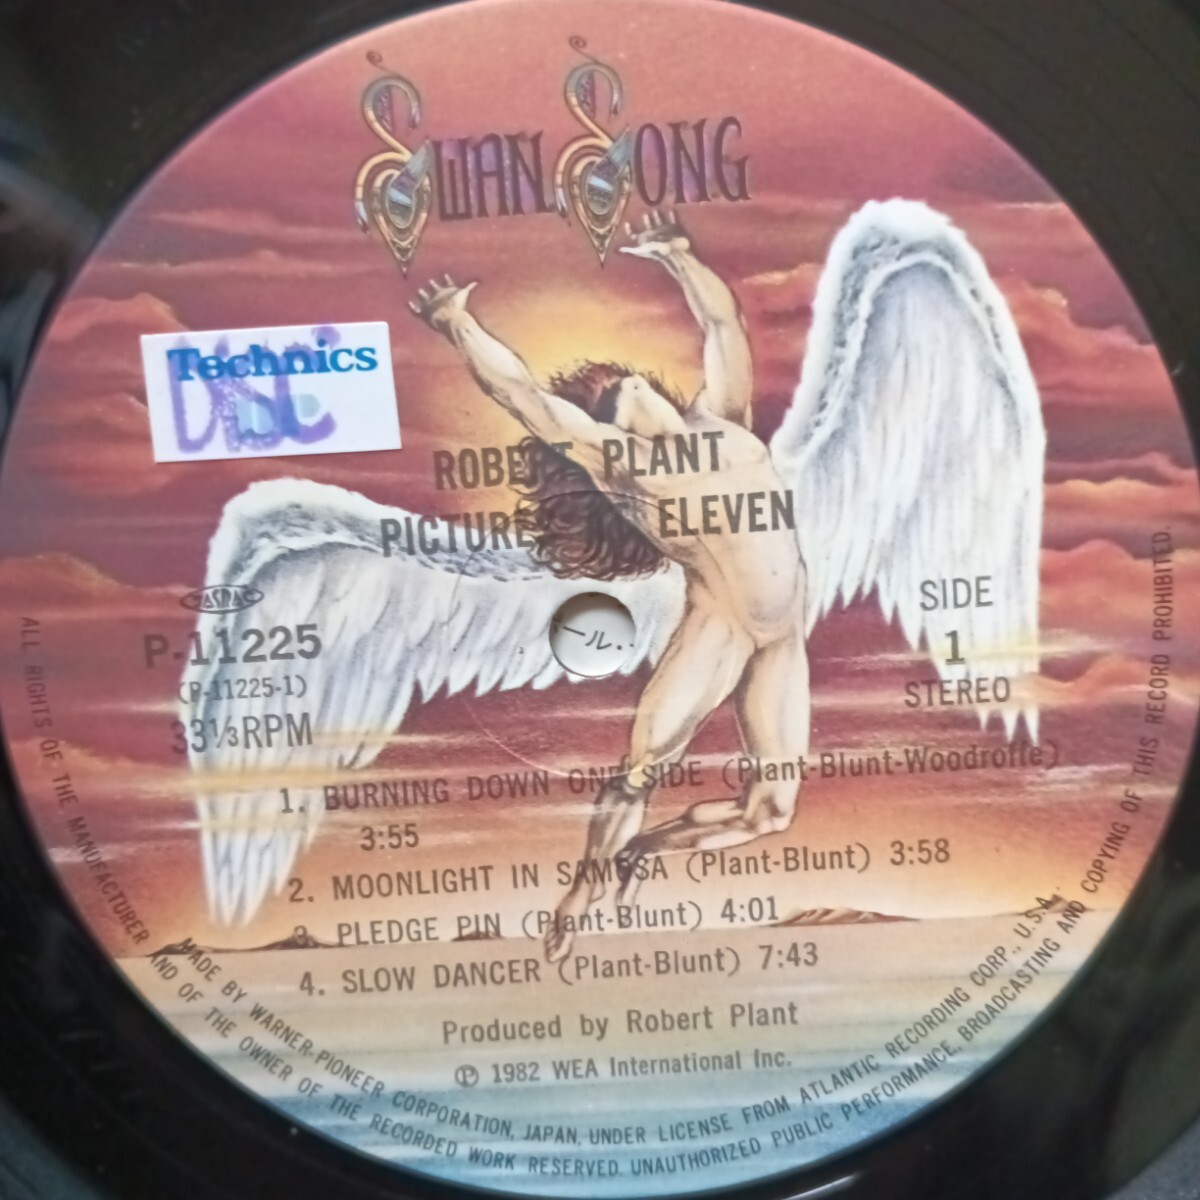 SWAN SONG
Technics
DISC
ROBERT PLANT
PICTURES ELEVEN
JASRAC
P-11225
(P-11225-1)
33⅓RPM
SIDE
1
STEREO
ール..
1. BURNING DOWN ONE SIDE (Plant-Blunt-Woodroffe)
3:55
2. MOONLIGHT IN SAMOSA (Plant-Blunt) 3:58
3. PLEDGE PIN (Plant-Blunt) 4:01
4. SLOW DANCER (Plant-Blunt) 7:43
Produced by Robert Plant
Ⓟ 1982 WEA International Inc.
MADE BY WARNER-PIONEER CORPORATION, JAPAN, UNDER LICENSE FROM ATLANTIC RECORDING CORP., U.S.A.
ALL RIGHTS OF THE MANUFACTURER AND OF THE OWNER OF THE RECORDED WORK RESERVED. UNAUTHORIZED PUBLIC PERFORMANCE, BROADCASTING AND COPYING OF THIS RECORD PROHIBITED.